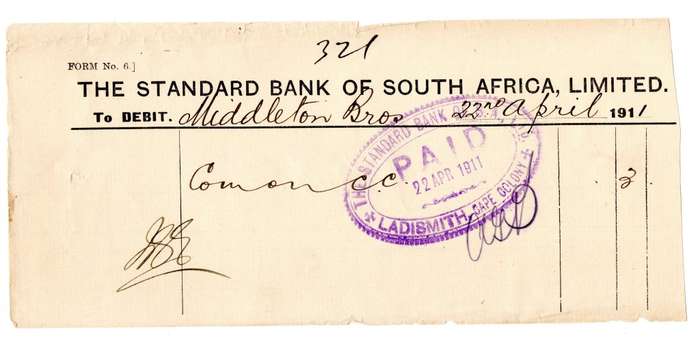 321
FORM No. 6.]
THE STANDARD BANK OF SOUTH AFRICA, LIMITED.
To DEBIT. Middleton Bros 22nd April 1911
THE STANDARD BANK OF S.A., LTD
PAID
22 APR 1911
LADISMITH, CAPE COLONY
Comon c.c. 3